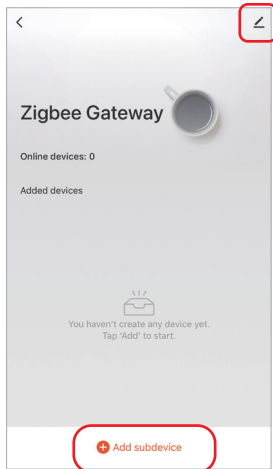 Zigbee Gateway
Online devices: 0
Added devices
You haven't create any device yet.
Tap 'Add' to start.
Add subdevice